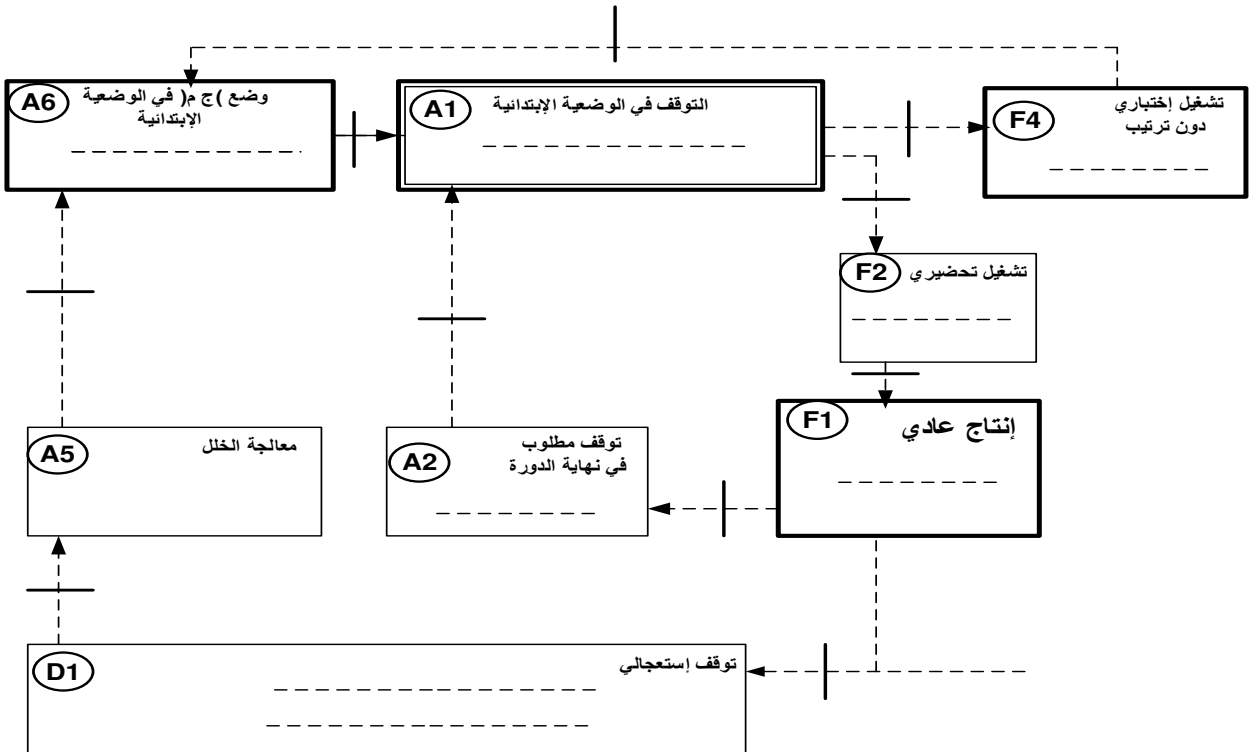 A6
وضع )ج م( في الوضعية
الإبتدائية
A1
التوقف في الوضعية الإبتدائية
F4
تشغيل إختباري
دون ترتيب
F2
تشغيل تحضيري
F1
إنتاج عادي
A2
توقف مطلوب
في نهاية الدورة
A5
معالجة الخلل
D1
توقف إستعجالي